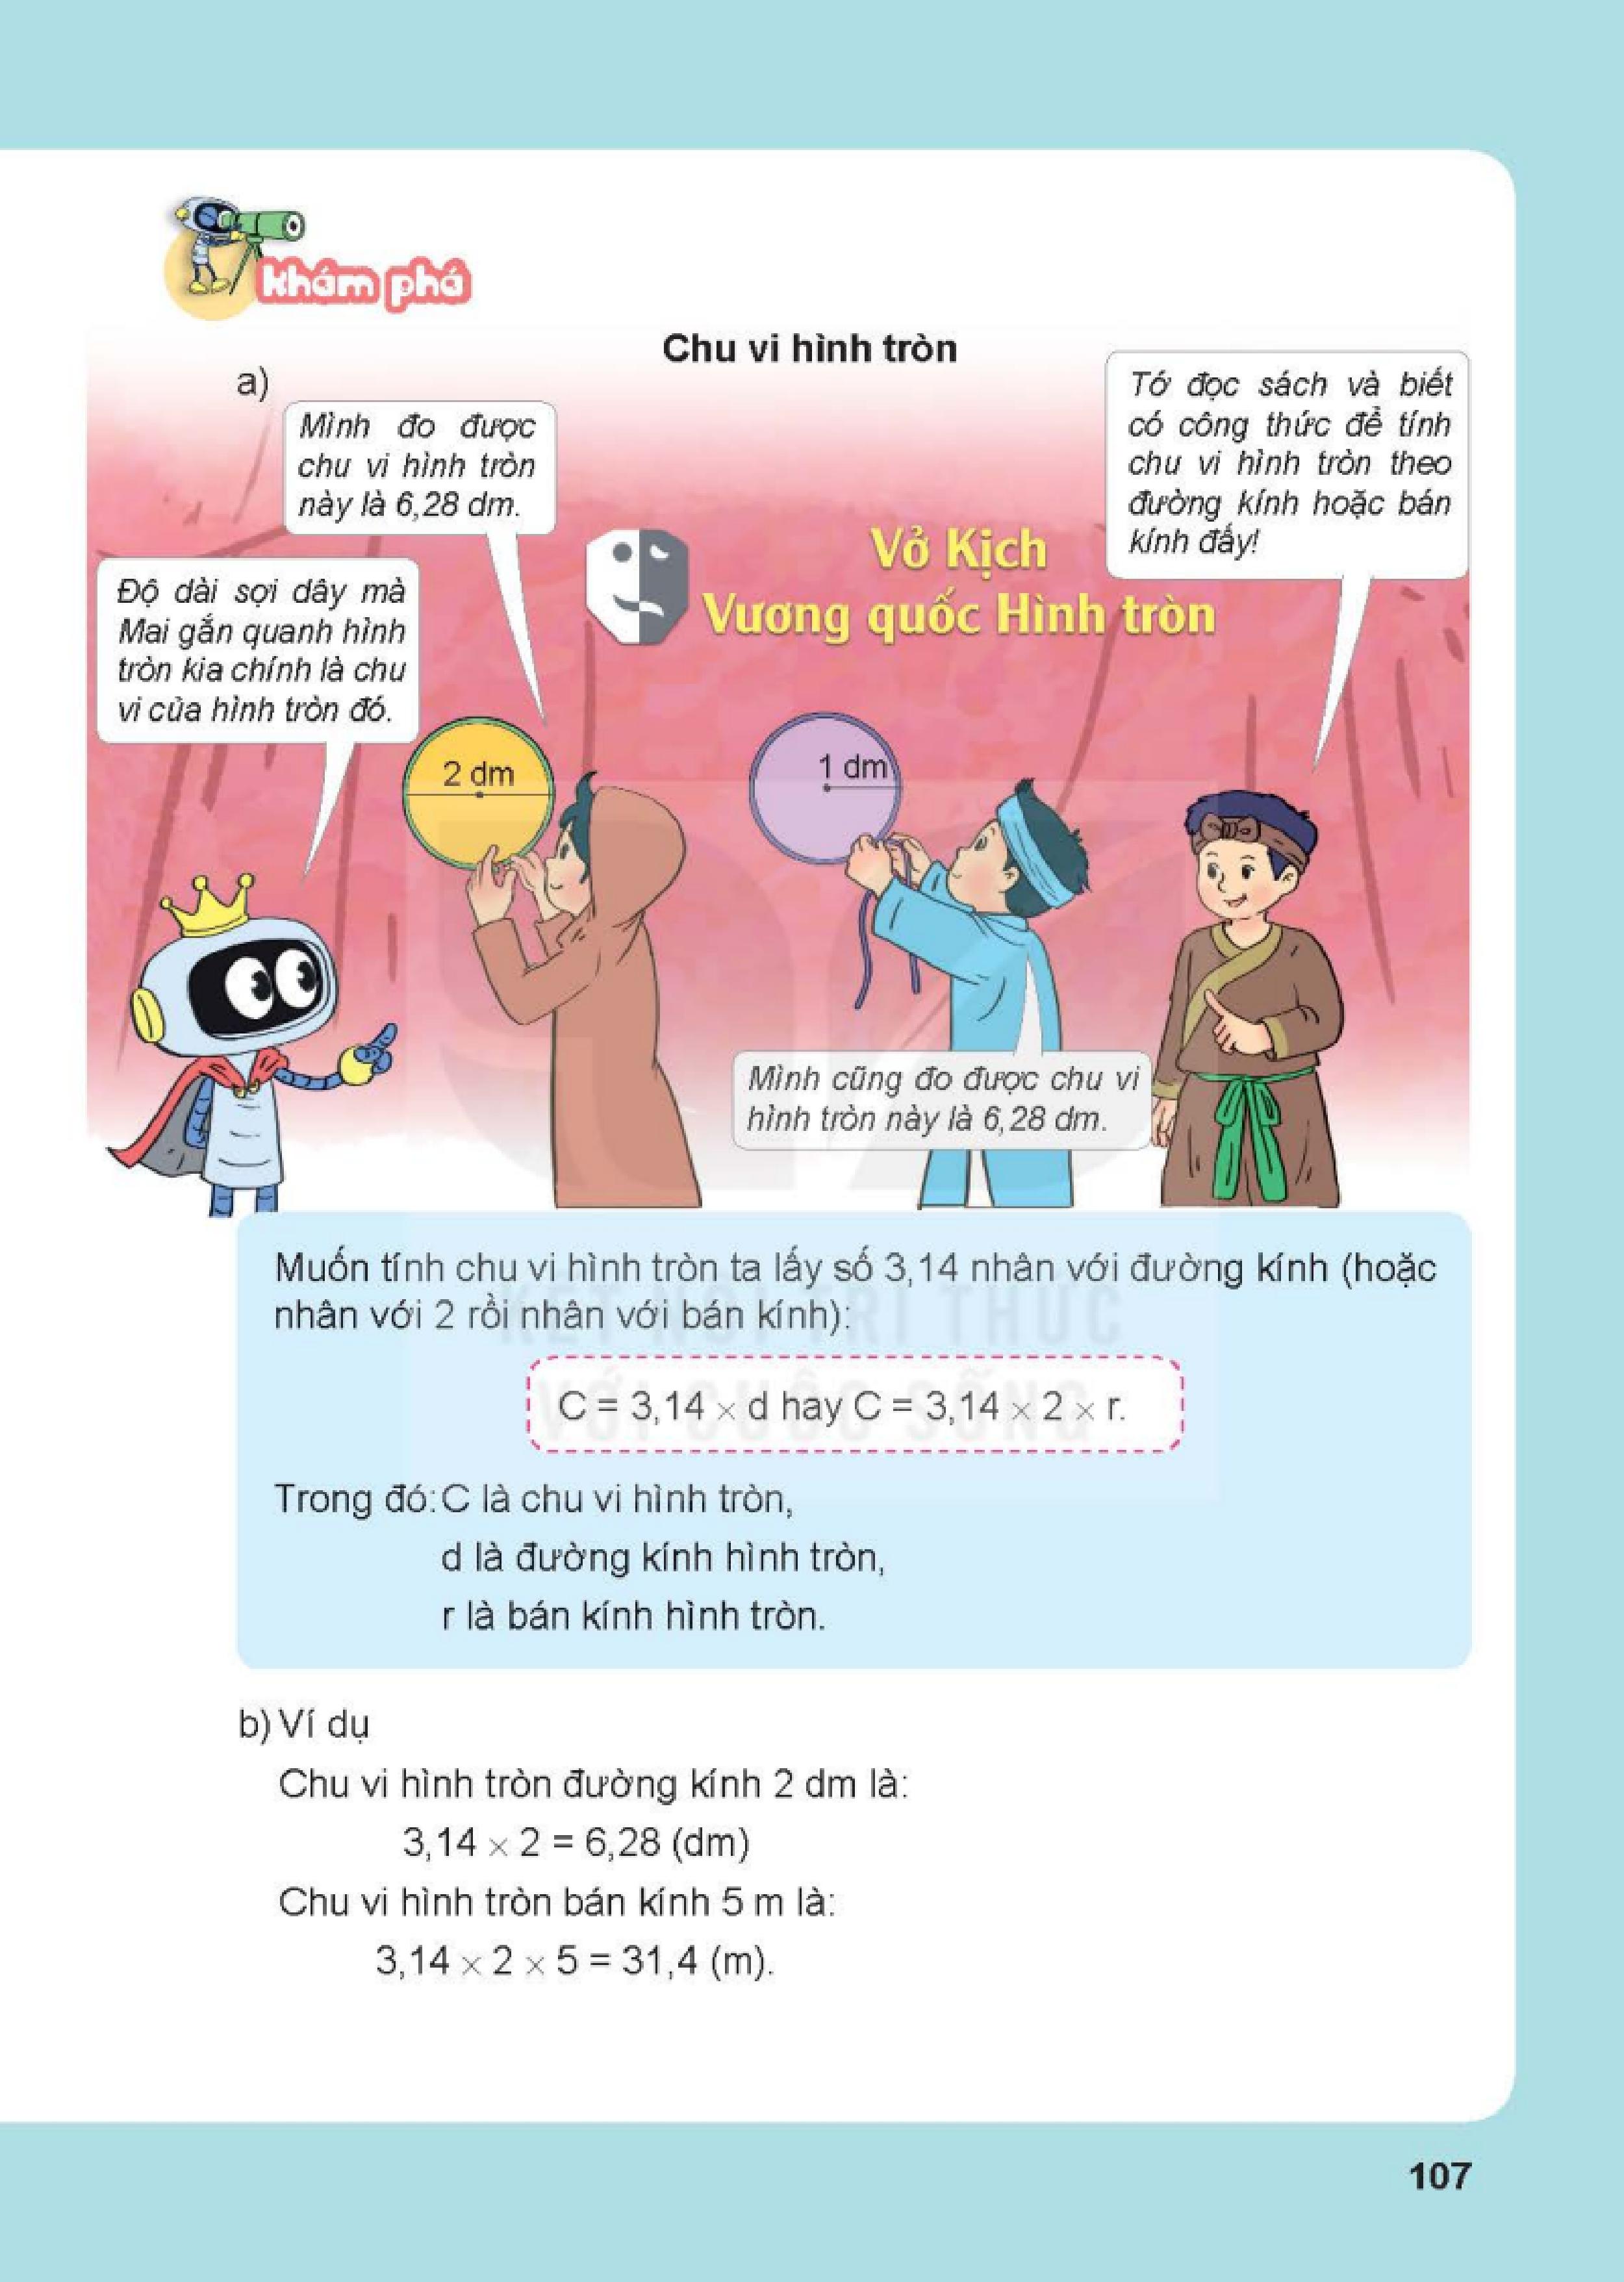 Khám phá
Chu vi hình tròn
a)
Mình đo được
chu vi hình tròn
này là 6,28 dm.
Tớ đọc sách và biết
có công thức để tính
chu vi hình tròn theo
đường kính hoặc bán
kính đấy!
Độ dài sợi dây mà
Mai gắn quanh hình
tròn kia chính là chu
vi của hình tròn đó.
Vở Kịch
Vương quốc Hình tròn
2 dm
1 dm
Mình cũng đo được chu vi
hình tròn này là 6,28 dm.
Muốn tính chu vi hình tròn ta lấy số 3,14 nhân với đường kính (hoặc
nhân với 2 rồi nhân với bán kính):
C = 3,14 × d hay C = 3,14 × 2 × r.
Trong đó: C là chu vi hình tròn,
d là đường kính hình tròn,
r là bán kính hình tròn.
KẾT NỐI TRI THỨC
VỚI CUỘC SỐNG
b) Ví dụ
Chu vi hình tròn đường kính 2 dm là:
3,14 × 2 = 6,28 (dm)
Chu vi hình tròn bán kính 5 m là:
3,14 × 2 × 5 = 31,4 (m).
107